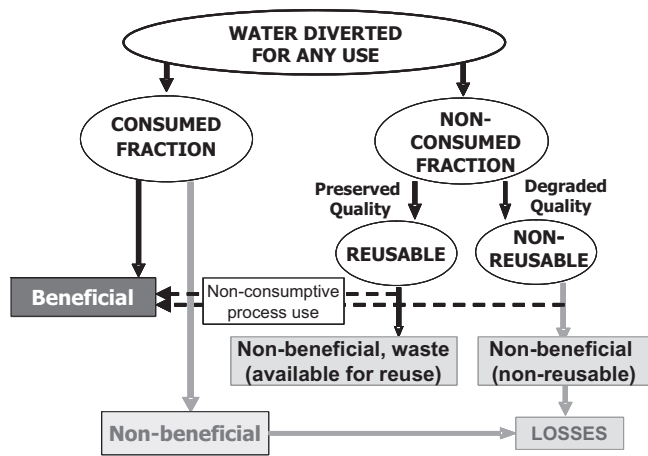 WATER DIVERTED
FOR ANY USE
CONSUMED
FRACTION
NON-
CONSUMED
FRACTION
Preserved
Quality
Degraded
Quality
REUSABLE
NON-
REUSABLE
Beneficial
Non-consumptive
process use
Non-beneficial, waste
(available for reuse)
Non-beneficial
(non-reusable)
Non-beneficial
LOSSES